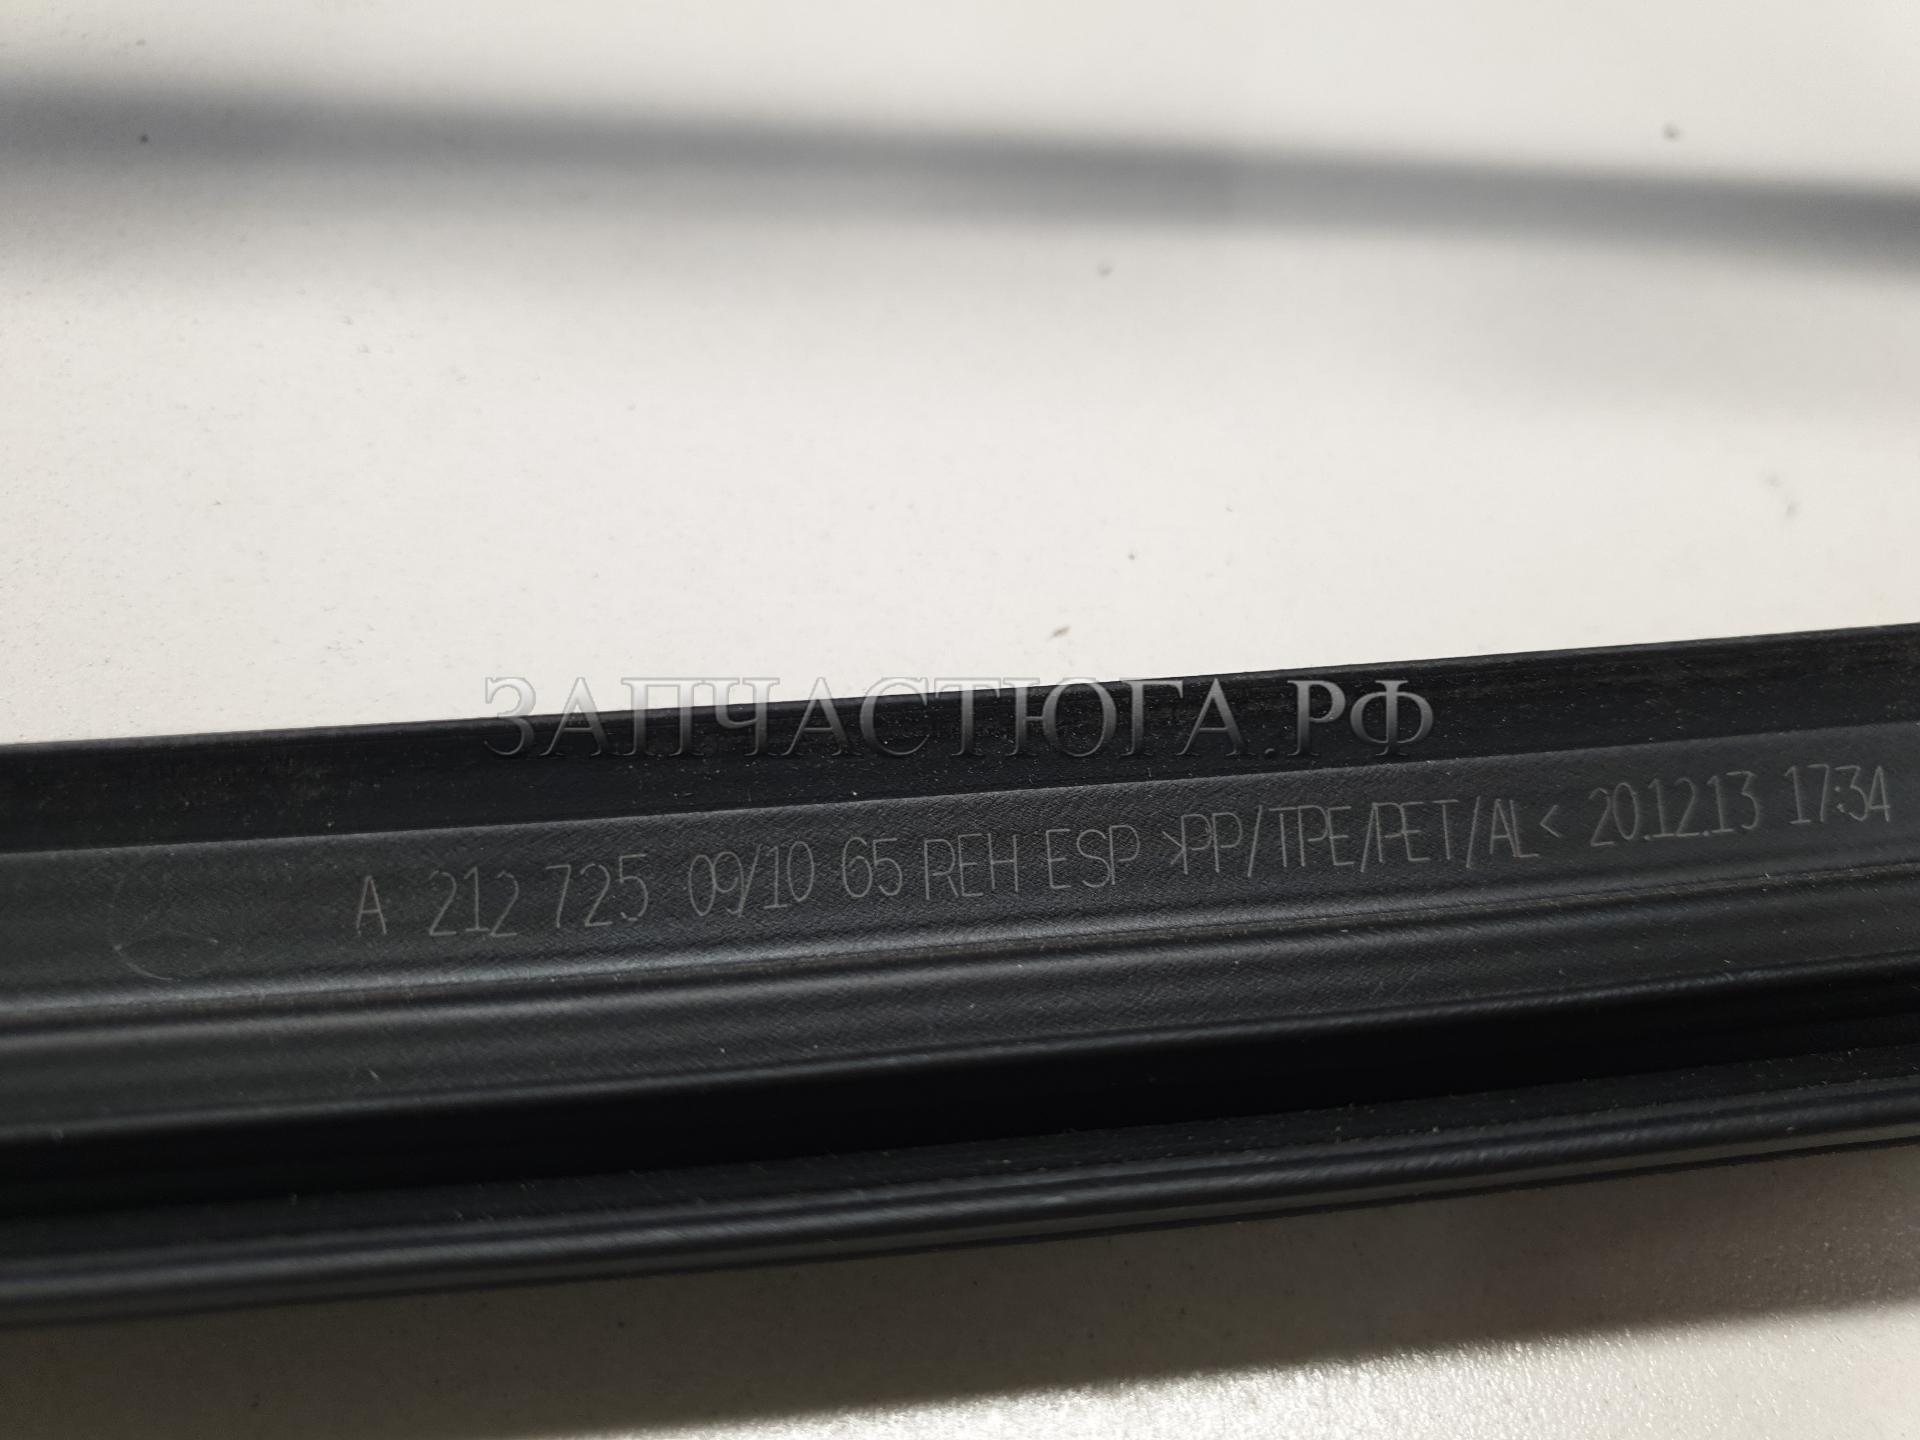 ЗАПЧАСТЮГА.РФ
A 212 725 09/10 65 REH ESP >PP/TPE/PET/AL< 20.12.13 17:34